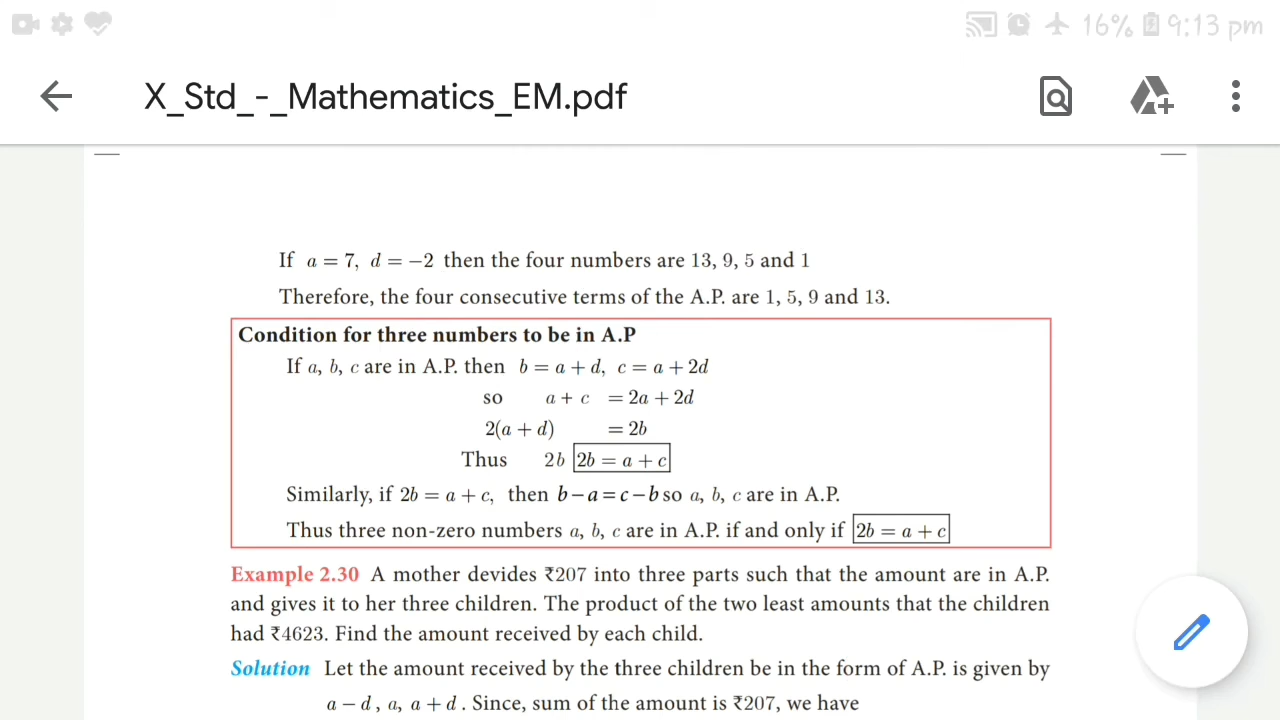 16% 9:13 pm
X_Std_-_Mathematics_EM.pdf
If a = 7, d = −2 then the four numbers are 13, 9, 5 and 1
Therefore, the four consecutive terms of the A.P. are 1, 5, 9 and 13.
Condition for three numbers to be in A.P
If a, b, c are in A.P. then b = a + d, c = a + 2d
so a + c = 2a + 2d
2(a + d) = 2b
Thus 2b 2b = a + c
Similarly, if 2b = a + c, then b − a = c − b so a, b, c are in A.P.
Thus three non-zero numbers a, b, c are in A.P. if and only if 2b = a + c
Example 2.30 A mother devides ₹207 into three parts such that the amount are in A.P.
and gives it to her three children. The product of the two least amounts that the children
had ₹4623. Find the amount received by each child.
Solution Let the amount received by the three children be in the form of A.P. is given by
a − d, a, a + d. Since, sum of the amount is ₹207, we have